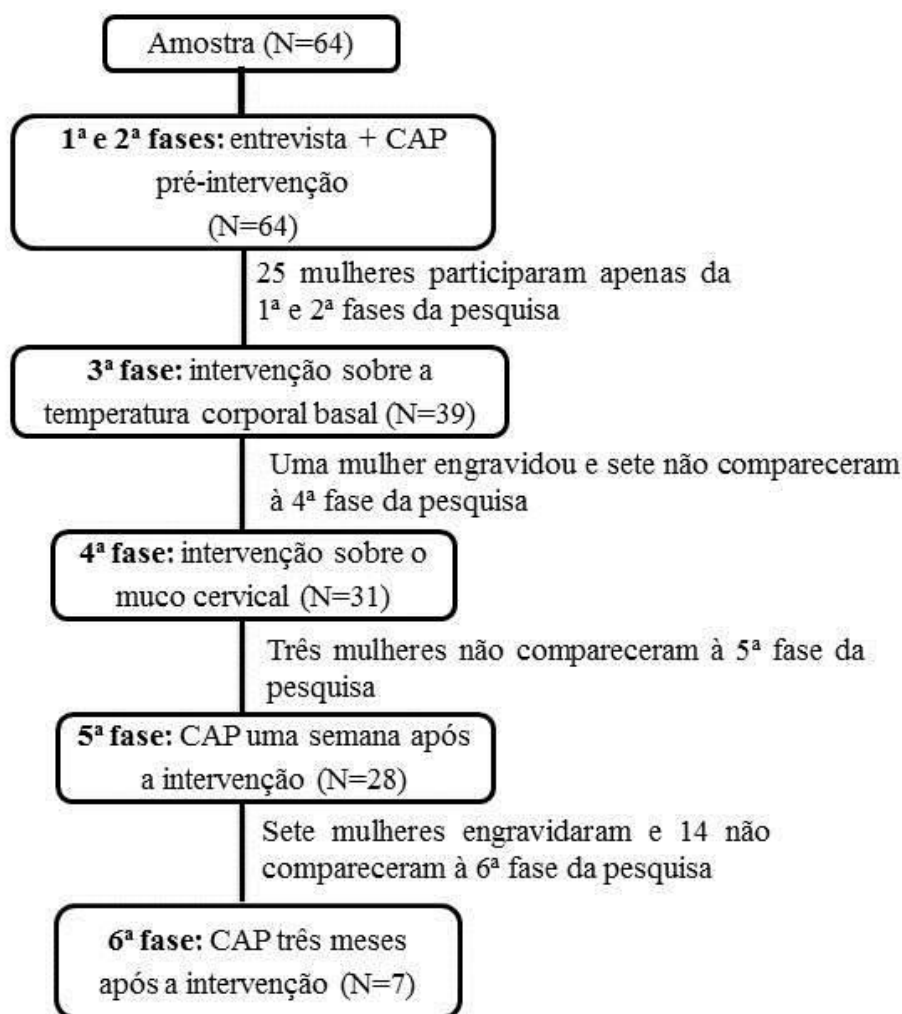 Amostra (N=64)
1ª e 2ª fases: entrevista + CAP
pré-intervenção
(N=64)
25 mulheres participaram apenas da
1ª e 2ª fases da pesquisa
3ª fase: intervenção sobre a
temperatura corporal basal (N=39)
Uma mulher engravidou e sete não compareceram
à 4ª fase da pesquisa
4ª fase: intervenção sobre o
muco cervical (N=31)
Três mulheres não compareceram à 5ª fase da
pesquisa
5ª fase: CAP uma semana após
a intervenção (N=28)
Sete mulheres engravidaram e 14 não
compareceram à 6ª fase da pesquisa
6ª fase: CAP três meses
após a intervenção (N=7)